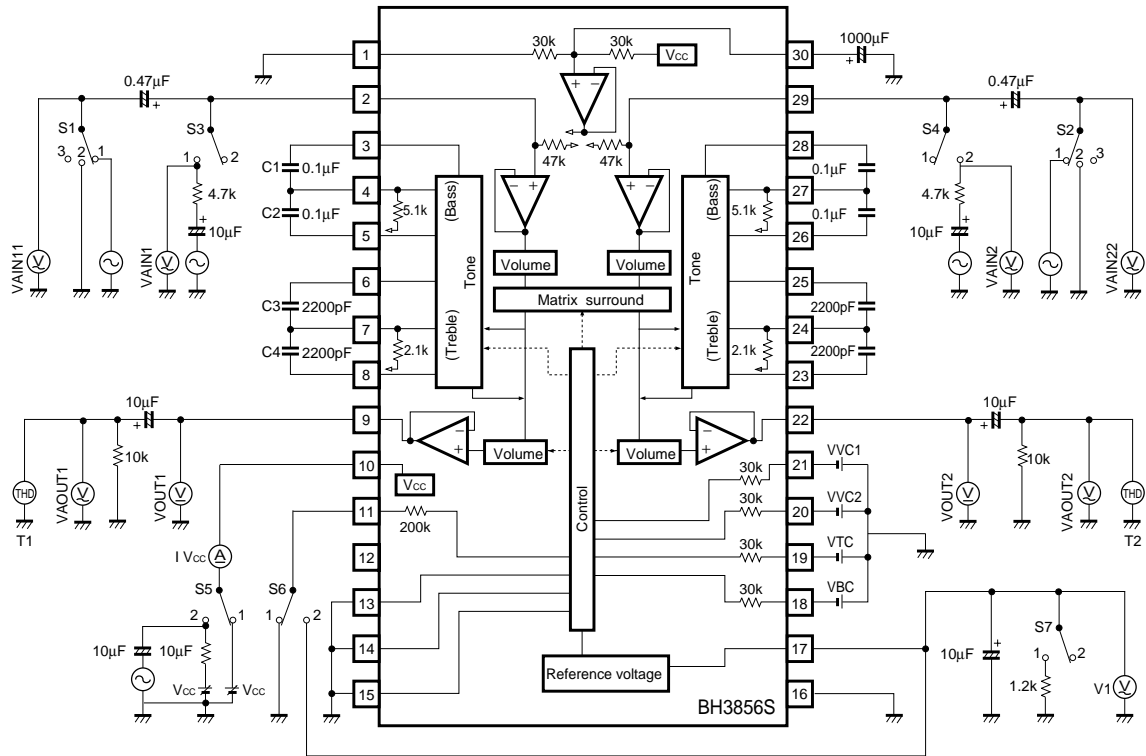 1000µF
30k 30k
Vcc
1
30
0.47µF
0.47µF
2
29
S1
S3
S4
S2
3 2 1
1 2
1 2
1 2 3
47k 47k
3
28
C1 0.1µF
0.1µF
4.7k
4.7k
4
27
(Bass)
(Bass)
5.1k
5.1k
C2 0.1µF
0.1µF
10µF
10µF
5
26
VAIN11
VAIN1
VAIN2
VAIN22
Volume
Volume
Tone
Tone
6
25
Matrix surround
C3 2200pF
2200pF
7
24
(Treble)
(Treble)
2.1k
2.1k
C4 2200pF
2200pF
8
23
10µF
10µF
9
22
Volume
Volume
10k
10k
VVC1
10
21
Vcc
30k
THD
VAOUT1
VOUT1
VOUT2
VAOUT2
THD
T1
T2
VVC2
11
20
200k
30k
Control
I Vcc
A
VTC
12
19
30k
S5
S6
VBC
13
18
30k
2 1
1 2
S7
10µF
10µF
14
17
10µF
1 2
Vcc
Vcc
Reference voltage
1.2k
V1
15
16
BH3856S